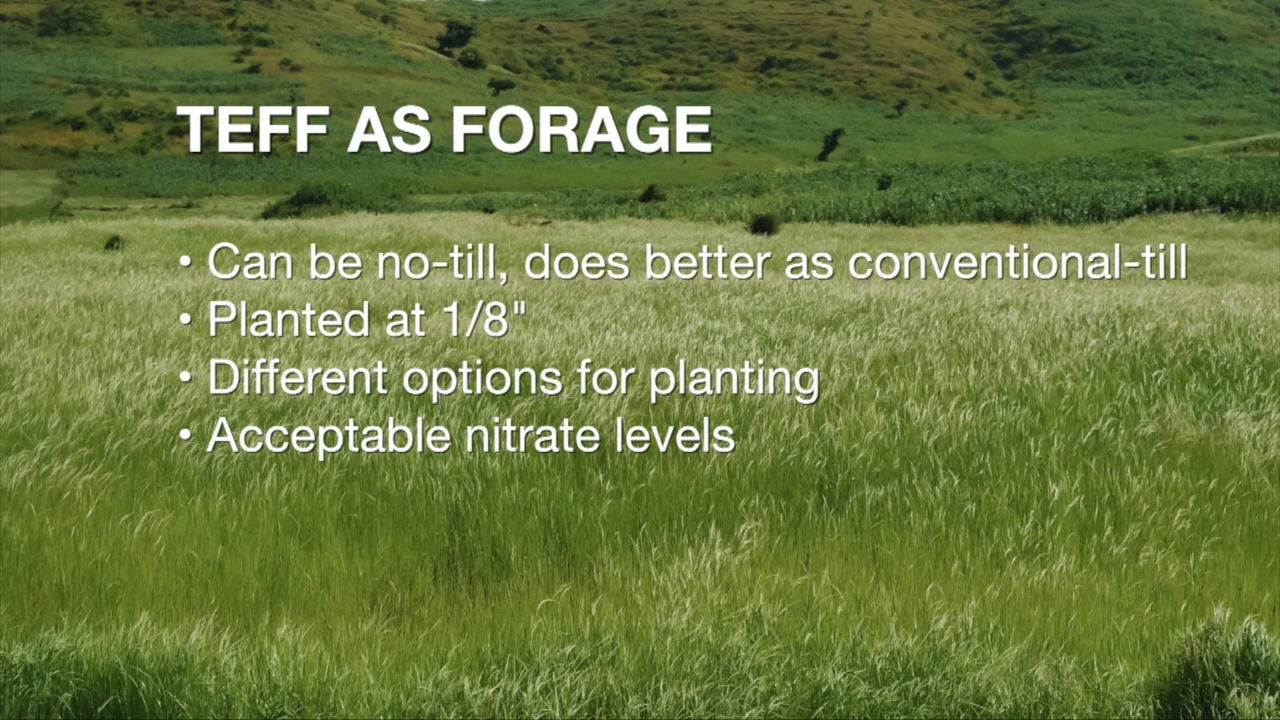 TEFF AS FORAGE
• Can be no-till, does better as conventional-till
• Planted at 1/8"
• Different options for planting
• Acceptable nitrate levels